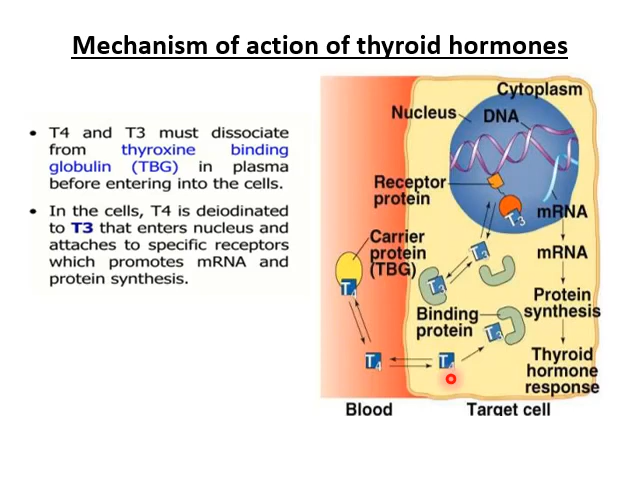 Mechanism of action of thyroid hormones
• T4 and T3 must dissociate
from thyroxine binding
globulin (TBG) in plasma
before entering into the cells.
• In the cells, T4 is deiodinated
to T3 that enters nucleus and
attaches to specific receptors
which promotes mRNA and
protein synthesis.
Cytoplasm
Nucleus
DNA
Receptor
protein
T3
mRNA
Carrier
protein
(TBG)
T3
mRNA
T3
T4
Binding
protein
Protein
synthesis
T3
T4
T4
Thyroid
hormone
response
Blood
Target cell